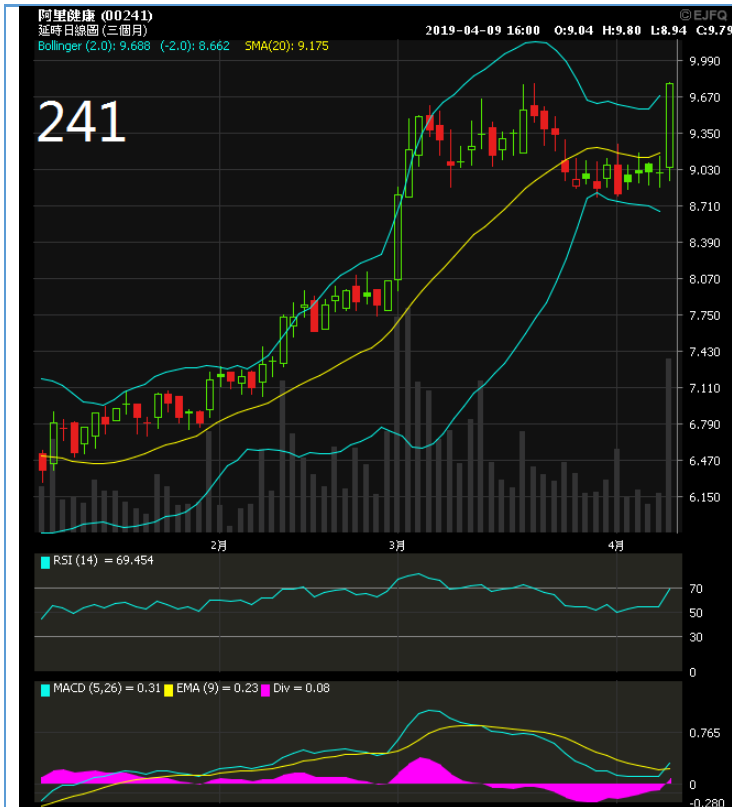 阿里健康 (00241)
©EJFQ
延時日線圖 (三個月)
2019-04-09 16:00 O:9.04 H:9.80 L:8.94 C:9.79
Bollinger (2.0): 9.688 (-2.0): 8.662 SMA(20): 9.175
241
9.990
9.670
9.350
9.030
8.710
8.390
8.070
7.750
7.430
7.110
6.790
6.470
6.150
2月 3月 4月
RSI (14) = 69.454
70
50
30
0
MACD (5,26) = 0.31 EMA (9) = 0.23 Div = 0.08
0.765
0
-0.280